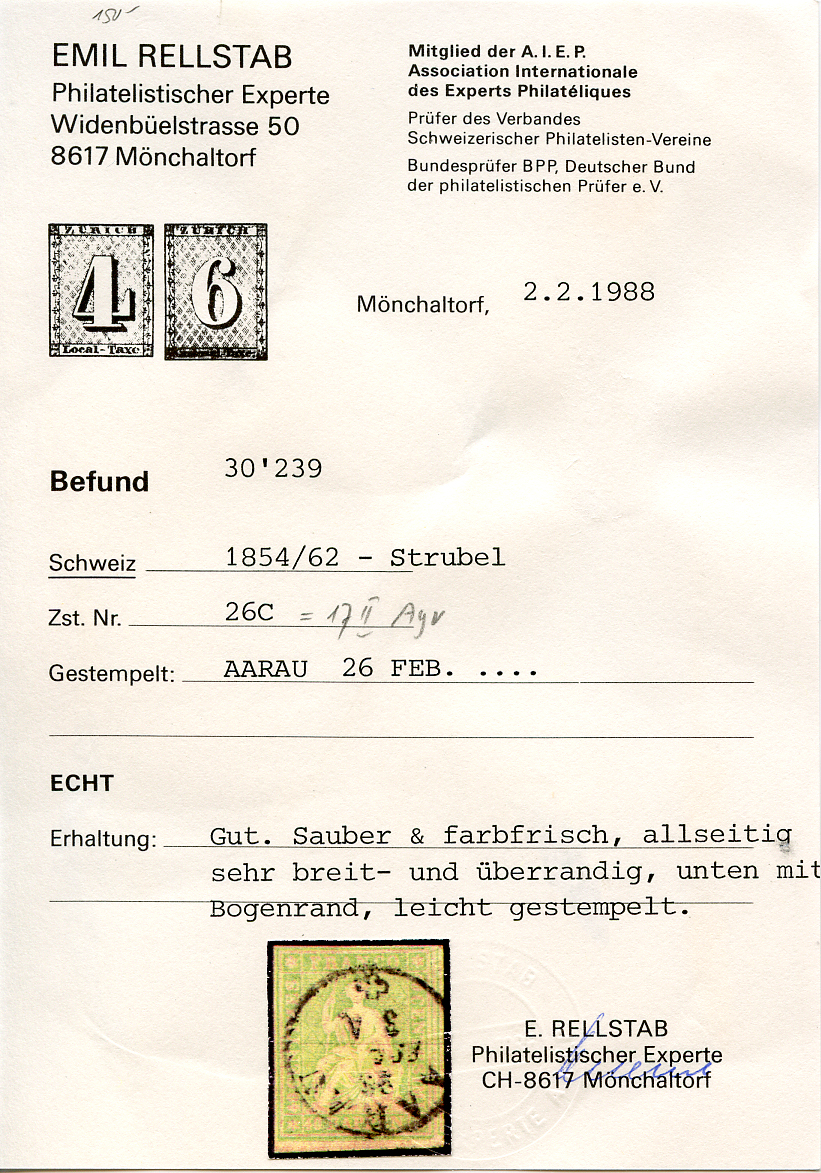 150.-
EMIL RELLSTAB
Philatelistischer Experte
Widenbüelstrasse 50
8617 Mönchaltorf
Mitglied der A.I.E.P.
Association Internationale
des Experts Philatéliques
Prüfer des Verbandes
Schweizerischer Philatelisten-Vereine
Bundesprüfer BPP, Deutscher Bund
der philatelistischen Prüfer e.V.
ZÜRICH
4
Local-Taxe
ZÜRICH
6
Mönchaltorf, 2.2.1988
Befund 30'239
Schweiz 1854/62 - Strubel
Zst. Nr. 26C = 17 II Ayv
Gestempelt: AARAU 26 FEB. ....
ECHT
Erhaltung: Gut. Sauber & farbfrisch, allseitig
sehr breit- und überrandig, unten mit
Bogenrand, leicht gestempelt.
AARAU
E. RELLSTAB
Philatelistischer Experte
CH-8617 Mönchaltorf